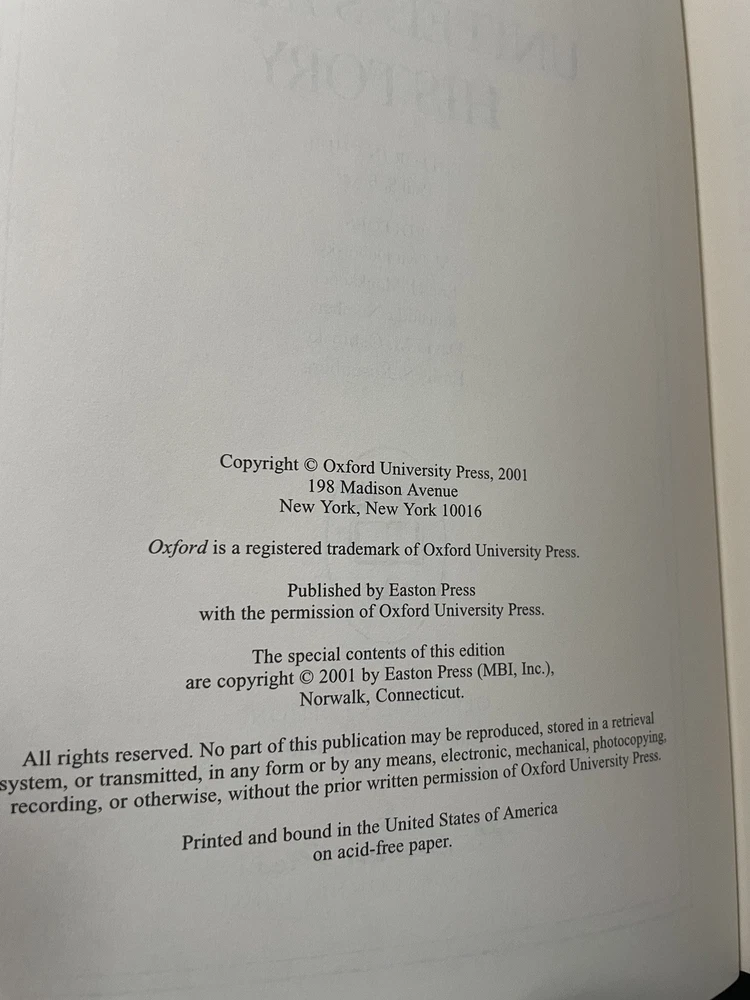 Copyright © Oxford University Press, 2001
198 Madison Avenue
New York, New York 10016
Oxford is a registered trademark of Oxford University Press.
Published by Easton Press
with the permission of Oxford University Press.
The special contents of this edition
are copyright © 2001 by Easton Press (MBI, Inc.),
Norwalk, Connecticut.
All rights reserved. No part of this publication may be reproduced, stored in a retrieval
system, or transmitted, in any form or by any means, electronic, mechanical, photocopying,
recording, or otherwise, without the prior written permission of Oxford University Press.
Printed and bound in the United States of America
on acid-free paper.